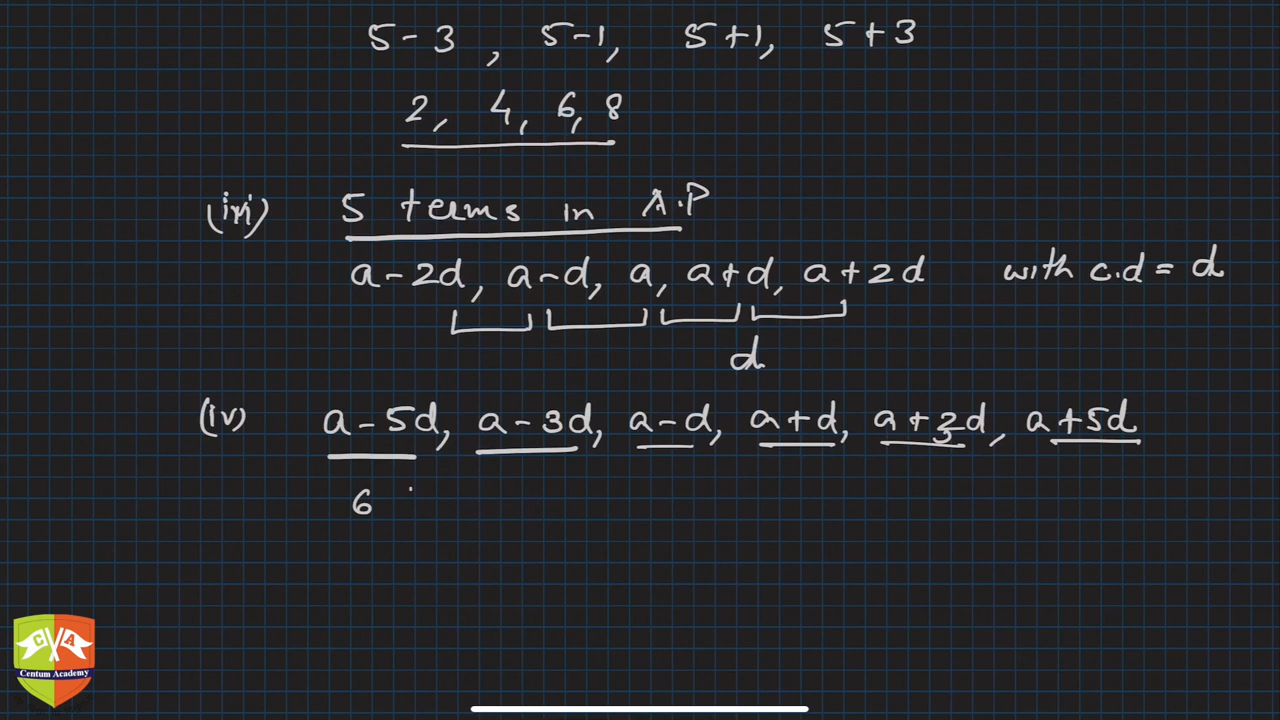 5-3, 5-1, 5+1, 5+3
2, 4, 6, 8
(iv) 5 terms in A.P
a-2d, a-d, a, a+d, a+2d with c.d = d
d
(iv) a-5d, a-3d, a-d, a+d, a+3d, a+5d
6
C A
Centum Academy